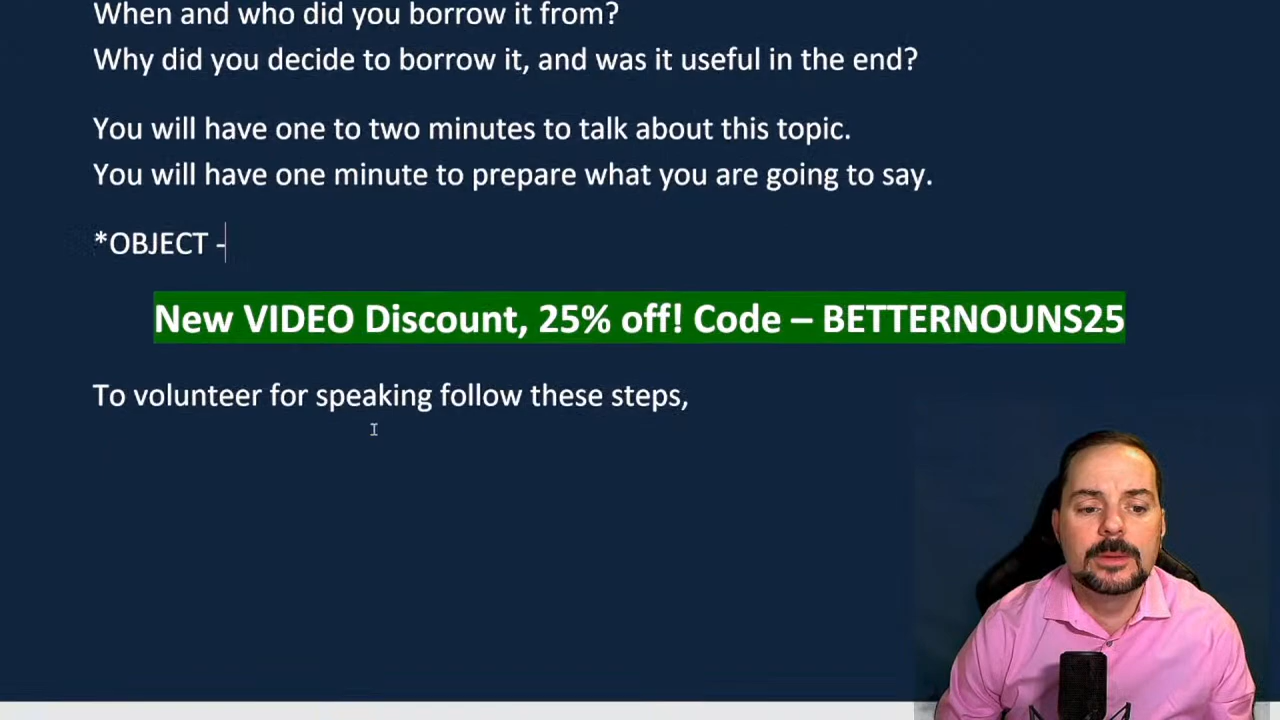 When and who did you borrow it from?
Why did you decide to borrow it, and was it useful in the end?
You will have one to two minutes to talk about this topic.
You will have one minute to prepare what you are going to say.
*OBJECT -
New VIDEO Discount, 25% off! Code – BETTERNOUNS25
To volunteer for speaking follow these steps,